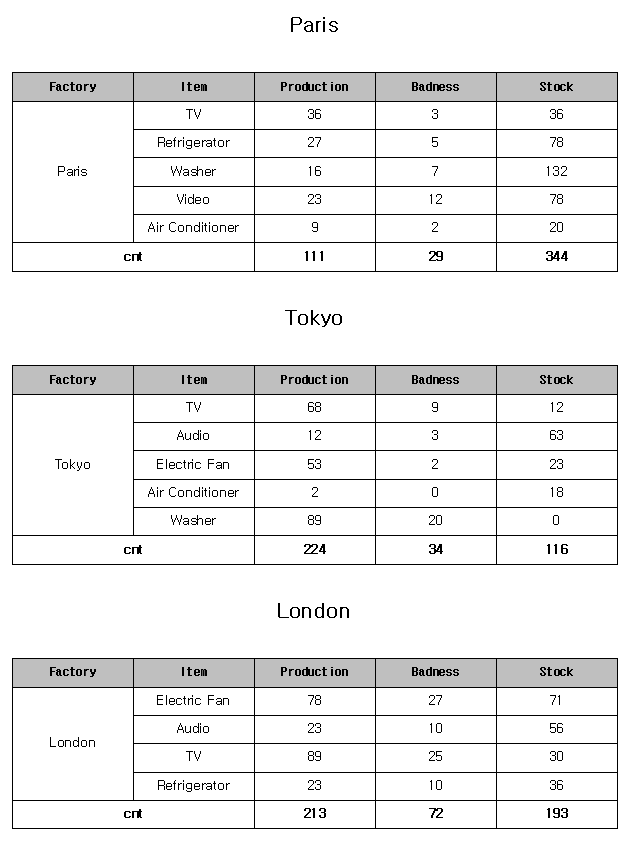 Paris
Factory Item Production Badness Stock
TV 36 3 36
Refrigerator 27 5 78
Paris Washer 16 7 132
Video 23 12 78
Air Conditioner 9 2 20
cnt 111 29 344
Tokyo
Factory Item Production Badness Stock
TV 68 9 12
Audio 12 3 63
Tokyo Electric Fan 53 2 23
Air Conditioner 2 0 18
Washer 89 20 0
cnt 224 34 116
London
Factory Item Production Badness Stock
Electric Fan 78 27 71
Audio 23 10 56
London
TV 89 25 30
Refrigerator 23 10 36
cnt 213 72 193